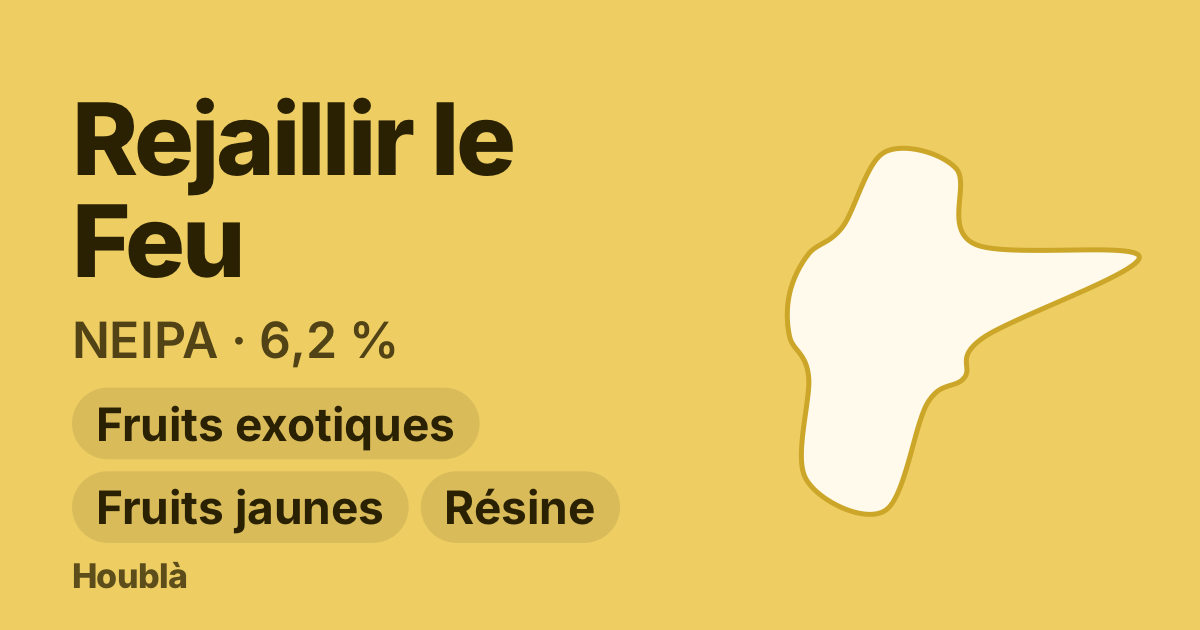 Rejaillir le
Feu
NEIPA · 6,2 %
Fruits exotiques
Fruits jaunes Résine
Houblà